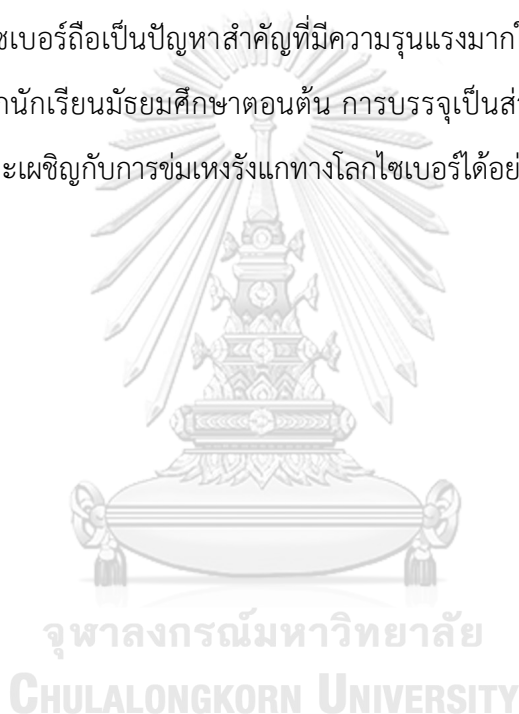 ซเบอร์ถือเป็นปัญหาสำคัญที่มีความรุนแรงมากใ
กนักเรียนมัธยมศึกษาตอนต้น การบรรจุเป็นส่ว
ะเผชิญกับการข่มเหงรังแกทางโลกไซเบอร์ได้อย่
จุฬาลงกรณ์มหาวิทยาลัย
CHULALONGKORN UNIVERSITY